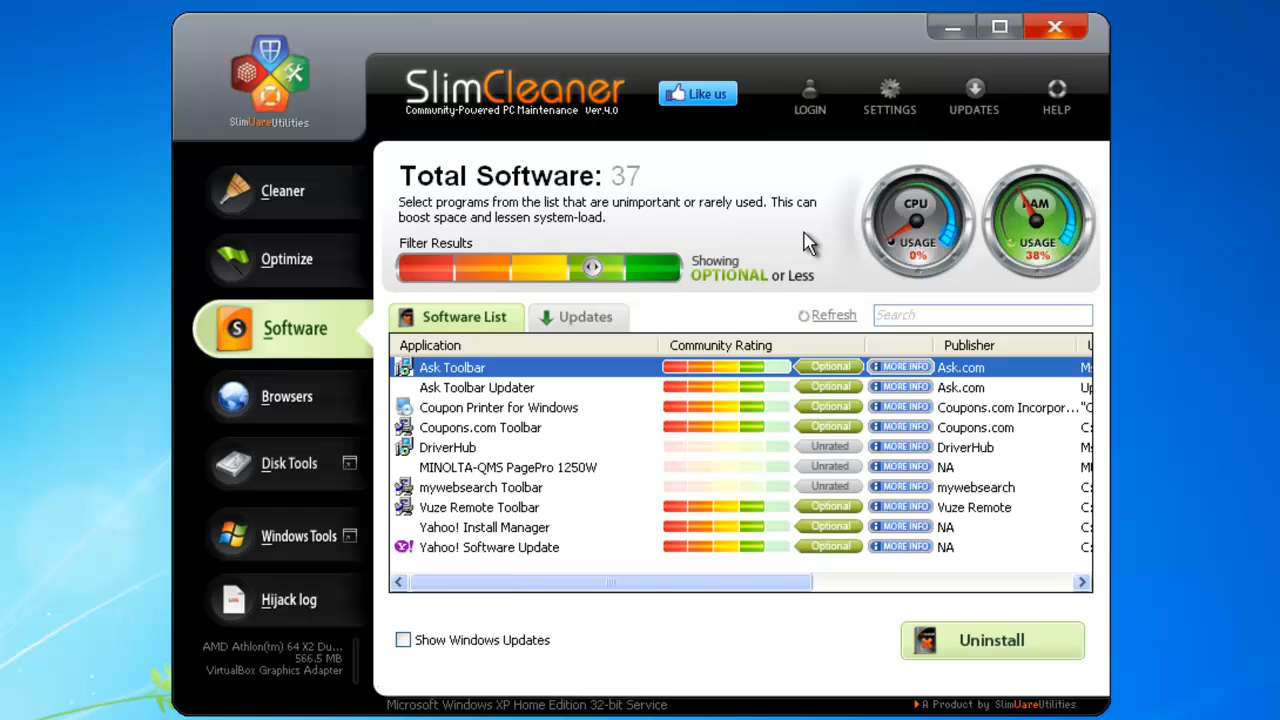 SlimCleaner
Community-Powered PC Maintenance Ver.4.0
Like us
LOGIN
SETTINGS
UPDATES
HELP
SlimWareUtilities
Cleaner
Optimize
Software
Browsers
Disk Tools
Windows Tools
Hijack log
AMD Athlon(tm) 64 X2 Du...
566.5 MB
VirtualBox Graphics Adapter
Total Software: 37
Select programs from the list that are unimportant or rarely used. This can
boost space and lessen system-load.
Filter Results
Showing
OPTIONAL or Less
CPU
USAGE
0%
RAM
USAGE
38%
Software List
Updates
Refresh
Search
Application Community Rating Publisher U
Ask Toolbar Optional MORE INFO Ask.com M:
Ask Toolbar Updater Optional MORE INFO Ask.com U
Coupon Printer for Windows Optional MORE INFO Coupons.com Incorpor... "C
Coupons.com Toolbar Optional MORE INFO Coupons.com C:
DriverHub Unrated MORE INFO DriverHub M:
MINOLTA-QMS PagePro 1250W Unrated MORE INFO NA M
mywebsearch Toolbar Unrated MORE INFO mywebsearch C:
Vuze Remote Toolbar Optional MORE INFO Vuze Remote C:
Yahoo! Install Manager Optional MORE INFO NA C:
Yahoo! Software Update Optional MORE INFO NA C:
Show Windows Updates
Uninstall
Microsoft Windows XP Home Edition 32-bit Service
A Product by SlimWareUtilities